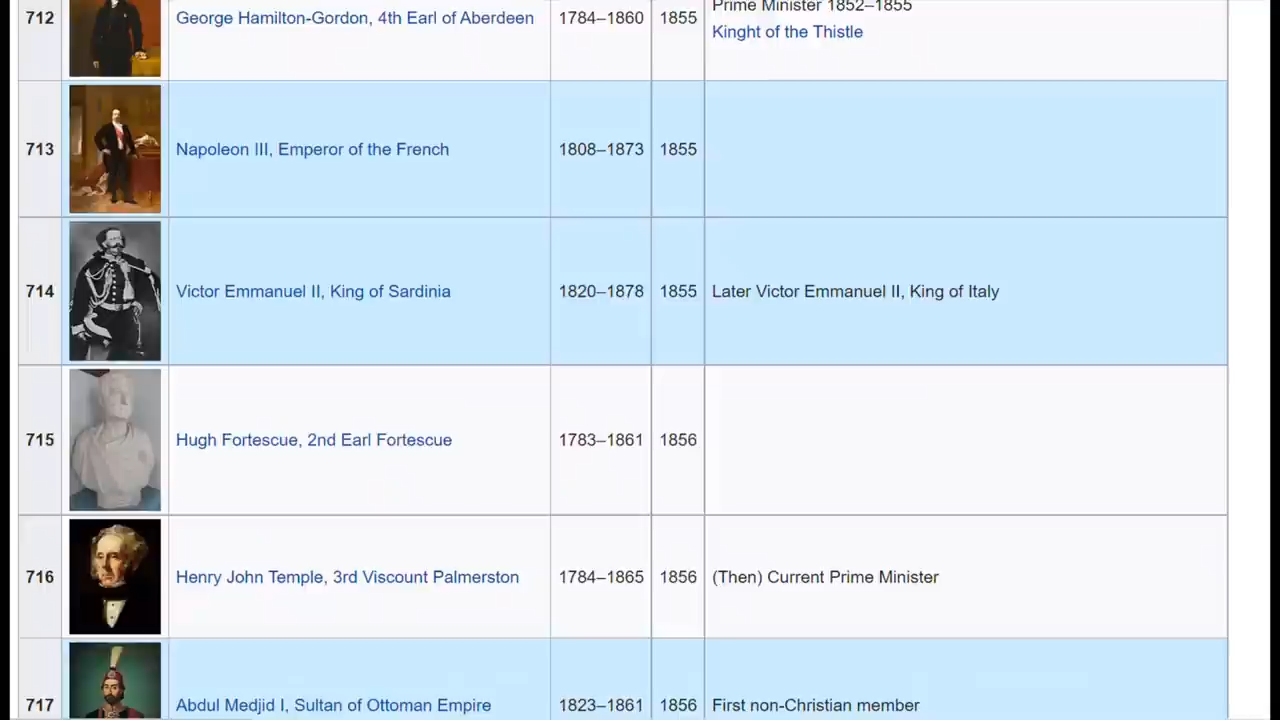 712 George Hamilton-Gordon, 4th Earl of Aberdeen 1784–1860 1855 Prime Minister 1852–1855
Kinght of the Thistle
713 Napoleon III, Emperor of the French 1808–1873 1855
714 Victor Emmanuel II, King of Sardinia 1820–1878 1855 Later Victor Emmanuel II, King of Italy
715 Hugh Fortescue, 2nd Earl Fortescue 1783–1861 1856
716 Henry John Temple, 3rd Viscount Palmerston 1784–1865 1856 (Then) Current Prime Minister
717 Abdul Medjid I, Sultan of Ottoman Empire 1823–1861 1856 First non-Christian member